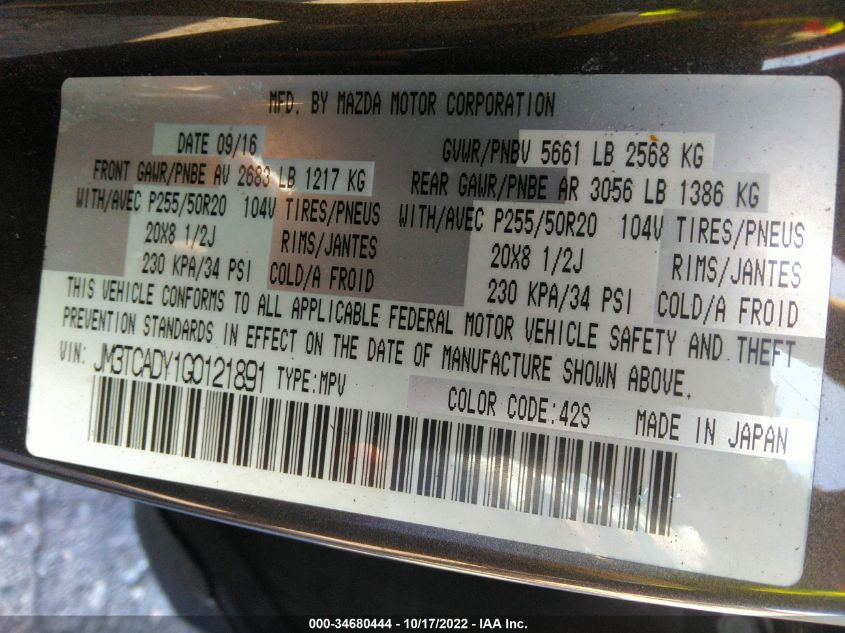 MFD. BY MAZDA MOTOR CORPORATION
DATE 09/16 GVWR/PNBV 5661 LB 2568 KG
FRONT GAWR/PNBE AV 2683 LB 1217 KG REAR GAWR/PNBE AR 3056 LB 1386 KG
WITH/AVEC P255/50R20 104V TIRES/PNEUS WITH/AVEC P255/50R20 104V TIRES/PNEUS
20X8 1/2J RIMS/JANTES 20X8 1/2J RIMS/JANTES
230 KPA/34 PSI COLD/A FROID 230 KPA/34 PSI COLD/A FROID
THIS VEHICLE CONFORMS TO ALL APPLICABLE FEDERAL MOTOR VEHICLE SAFETY AND THEFT
PREVENTION STANDARDS IN EFFECT ON THE DATE OF MANUFACTURE SHOWN ABOVE.
VIN: JM3TCADY1G0121891 TYPE:MPV
COLOR CODE:42S MADE IN JAPAN
000-34680444 - 10/17/2022 - IAA Inc.